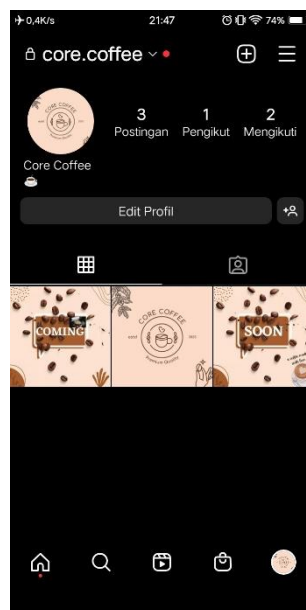 0,4K/s 21:47 74%
core.coffee
CORE COFFEE
3 1 2
Postingan Pengikut Mengikuti
Core Coffee
Edit Profil
COMING
CORE COFFEE
Premium Quality
SOON